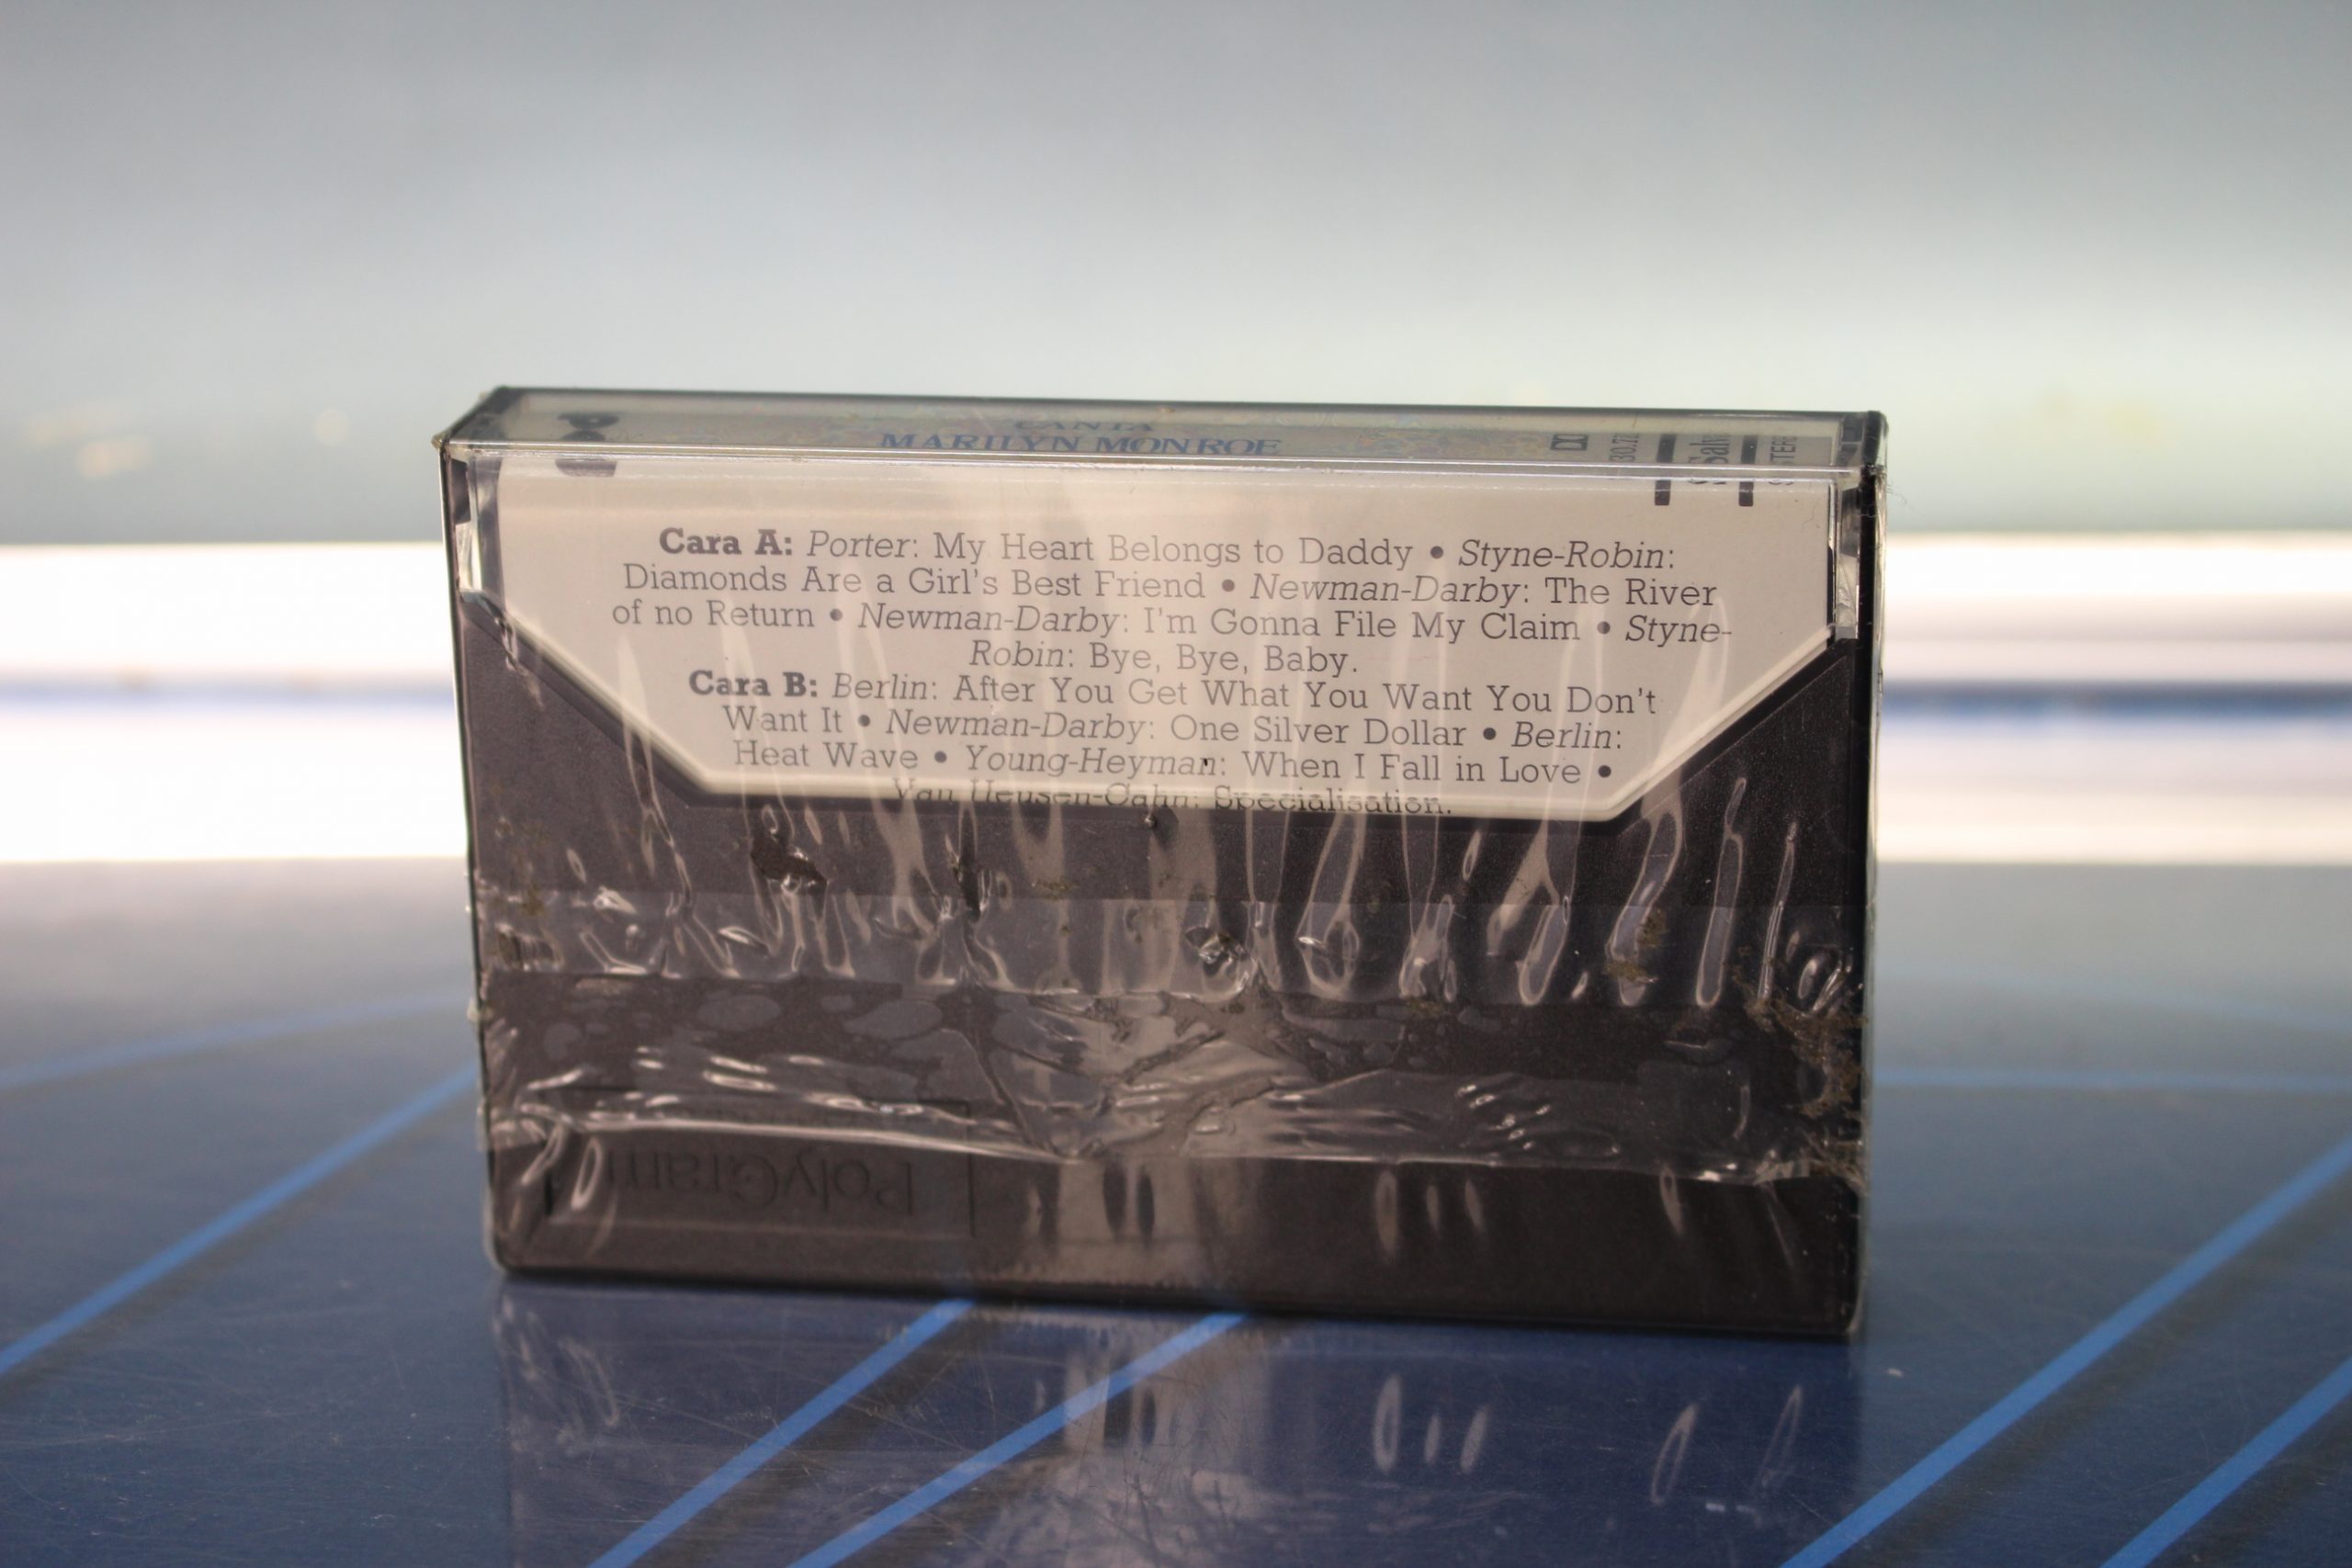 CANTA
MARILYN MONROE
Cara A: Porter: My Heart Belongs to Daddy • Styne-Robin:
Diamonds Are a Girl's Best Friend • Newman-Darby: The River
of no Return • Newman-Darby: I'm Gonna File My Claim • Styne-
Robin: Bye, Bye, Baby.
Cara B: Berlin: After You Get What You Want You Don't
Want It • Newman-Darby: One Silver Dollar • Berlin:
Heat Wave • Young-Heyman: When I Fall in Love •
Van Heusen-Cahn: Specialisation.
PolyGram